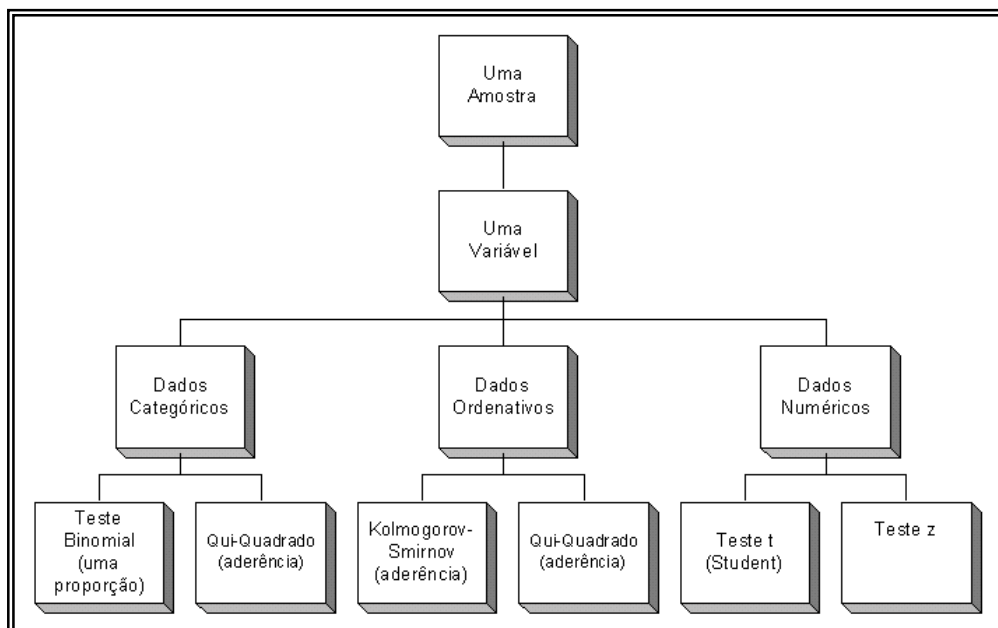 Uma
Amostra
Uma
Variável
Dados
Categóricos
Dados
Ordenativos
Dados
Numéricos
Teste
Binomial
(uma
proporção)
Qui-Quadrado
(aderência)
Kolmogorov-
Smirnov
(aderência)
Qui-Quadrado
(aderência)
Teste t
(Student)
Teste z